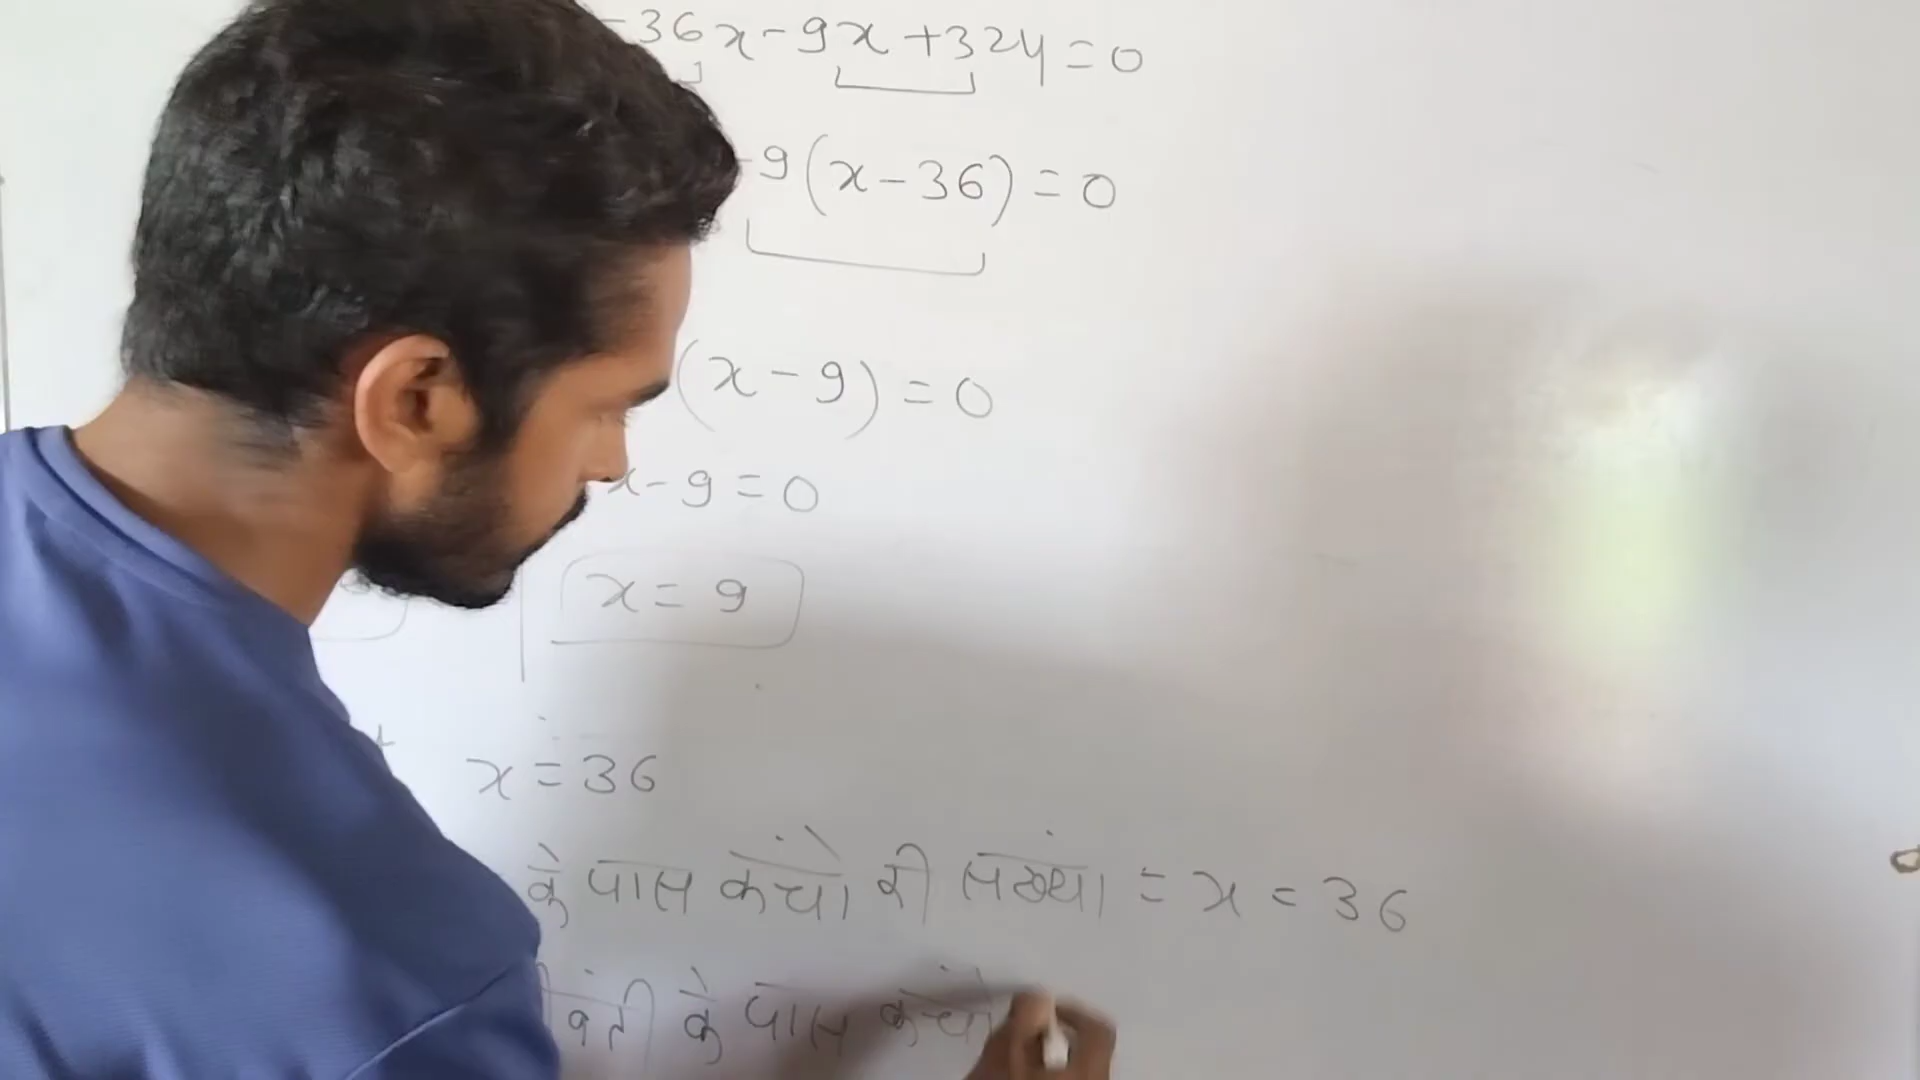 -36x-9x+324=0
-9(x-36)=0
(x-9)=0
x-9=0
x=9
x=36
के पास कंचों की संख्या = x = 36
के पास कंचों